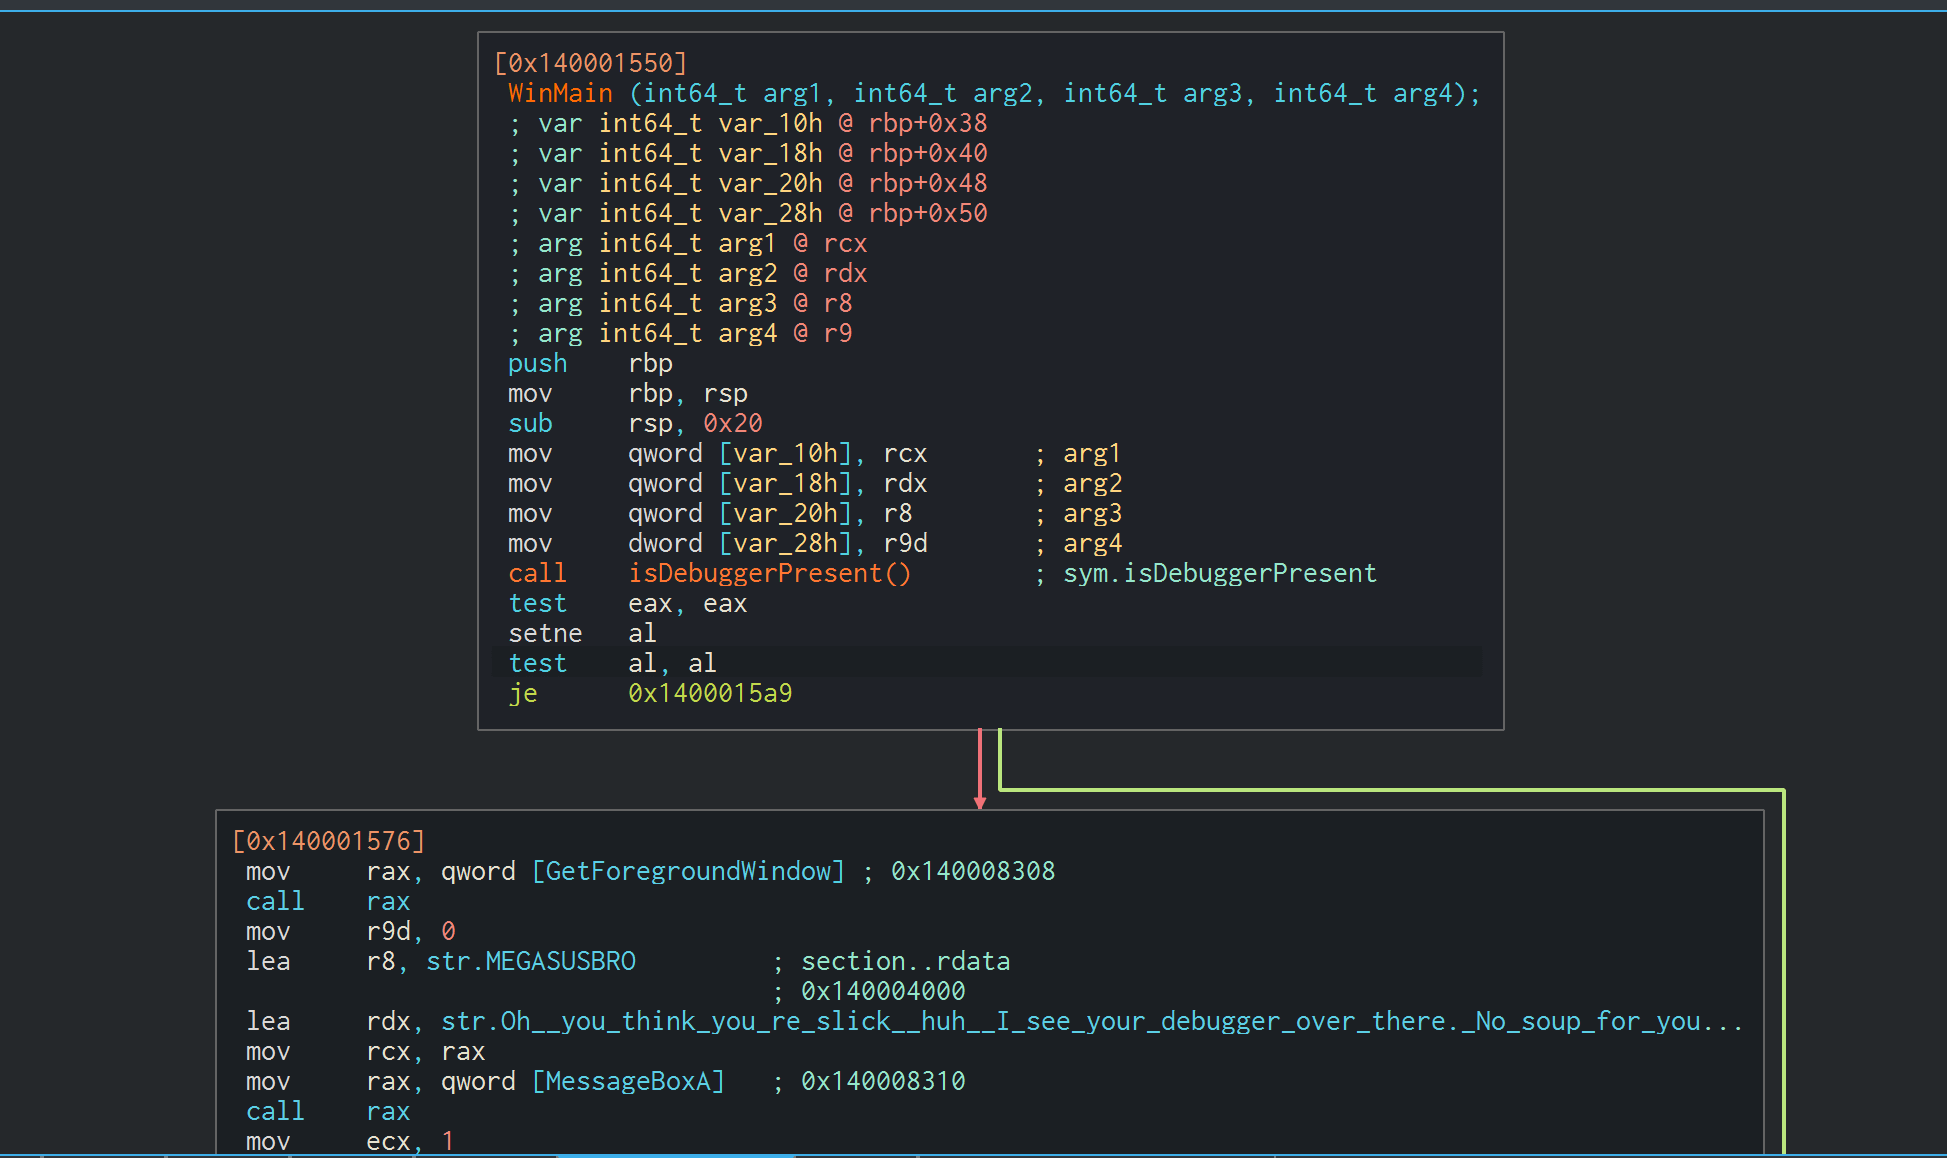 [0x140001550]
WinMain (int64_t arg1, int64_t arg2, int64_t arg3, int64_t arg4);
; var int64_t var_10h @ rbp+0x38
; var int64_t var_18h @ rbp+0x40
; var int64_t var_20h @ rbp+0x48
; var int64_t var_28h @ rbp+0x50
; arg int64_t arg1 @ rcx
; arg int64_t arg2 @ rdx
; arg int64_t arg3 @ r8
; arg int64_t arg4 @ r9
push rbp
mov rbp, rsp
sub rsp, 0x20
mov qword [var_10h], rcx ; arg1
mov qword [var_18h], rdx ; arg2
mov qword [var_20h], r8 ; arg3
mov dword [var_28h], r9d ; arg4
call isDebuggerPresent() ; sym.isDebuggerPresent
test eax, eax
setne al
test al, al
je 0x1400015a9
[0x140001576]
mov rax, qword [GetForegroundWindow] ; 0x140008308
call rax
mov r9d, 0
lea r8, str.MEGASUSBRO ; section..rdata
; 0x140004000
lea rdx, str.Oh__you_think_you_re_slick__huh__I_see_your_debugger_over_there._No_soup_for_you...
mov rcx, rax
mov rax, qword [MessageBoxA] ; 0x140008310
call rax
mov ecx, 1